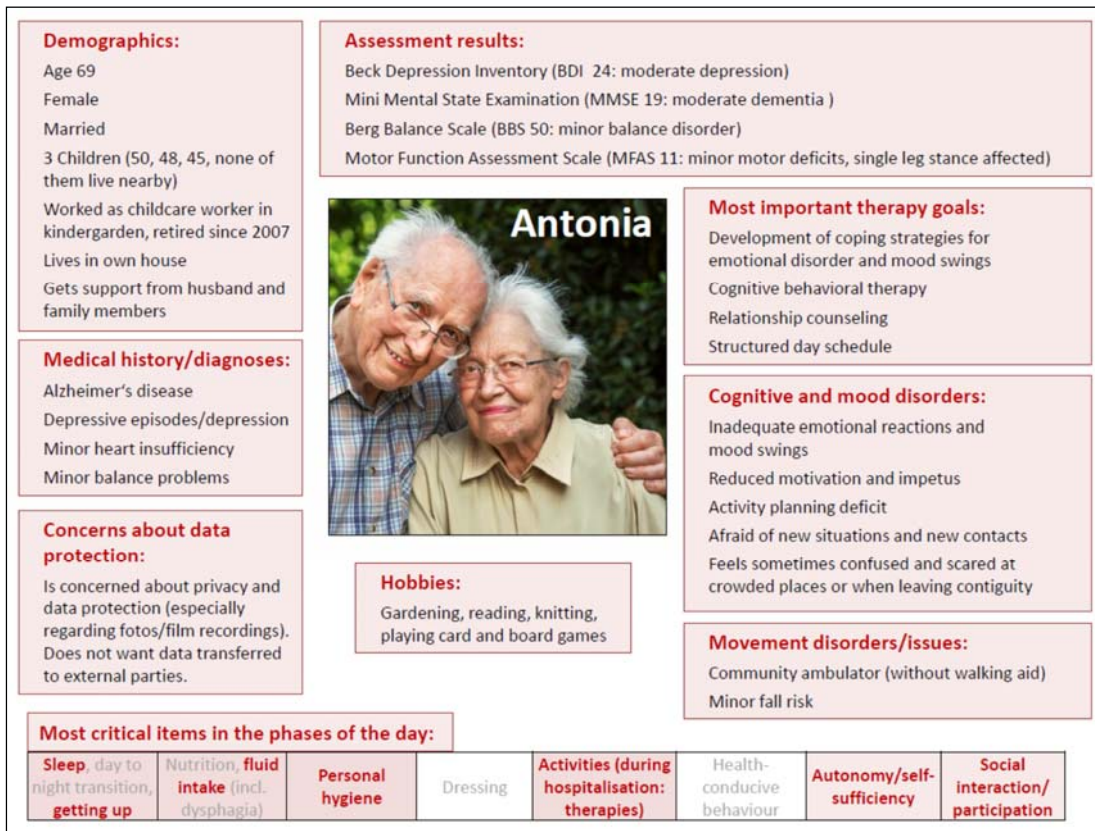 Demographics:
Age 69
Female
Married
3 Children (50, 48, 45, none of
them live nearby)
Worked as childcare worker in
kindergarden, retired since 2007
Lives in own house
Gets support from husband and
family members
Medical history/diagnoses:
Alzheimer's disease
Depressive episodes/depression
Minor heart insufficiency
Minor balance problems
Concerns about data
protection:
Is concerned about privacy and
data protection (especially
regarding fotos/film recordings).
Does not want data transferred
to external parties.
Assessment results:
Beck Depression Inventory (BDI 24: moderate depression)
Mini Mental State Examination (MMSE 19: moderate dementia )
Berg Balance Scale (BBS 50: minor balance disorder)
Motor Function Assessment Scale (MFAS 11: minor motor deficits, single leg stance affected)
Antonia
Hobbies:
Gardening, reading, knitting,
playing card and board games
Most important therapy goals:
Development of coping strategies for
emotional disorder and mood swings
Cognitive behavioral therapy
Relationship counseling
Structured day schedule
Cognitive and mood disorders:
Inadequate emotional reactions and
mood swings
Reduced motivation and impetus
Activity planning deficit
Afraid of new situations and new contacts
Feels sometimes confused and scared at
crowded places or when leaving contiguity
Movement disorders/issues:
Community ambulator (without walking aid)
Minor fall risk
Most critical items in the phases of the day:
Sleep, day to
night transition,
getting up
Nutrition, fluid
intake (incl.
dysphagia)
Personal
hygiene
Dressing
Activities (during
hospitalisation:
therapies)
Health-
conducive
behaviour
Autonomy/self-
sufficiency
Social
interaction/
participation